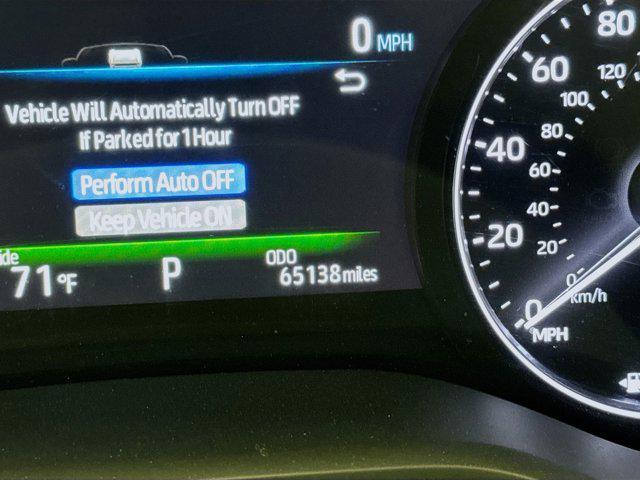 0 MPH
Vehicle Will Automatically Turn OFF
If Parked for 1 Hour
Perform Auto OFF
Keep Vehicle ON
71°F
P
ODO
65138 miles
80
60
40
20
0
MPH
120
100
80
60
40
20
0
km/h